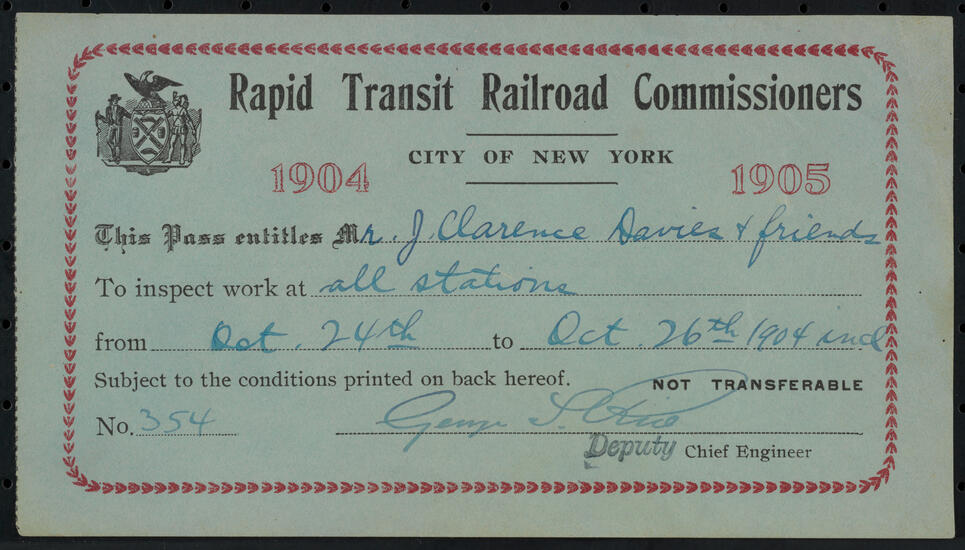 Rapid Transit Railroad Commissioners
CITY OF NEW YORK
1904 1905
This Pass entitles Mr. J. Clarence Davies & friends
To inspect work at all stations
from Oct. 24th to Oct. 26th 1904 incl
Subject to the conditions printed on back hereof. NOT TRANSFERABLE
No. 354 George S. Rice
Deputy Chief Engineer